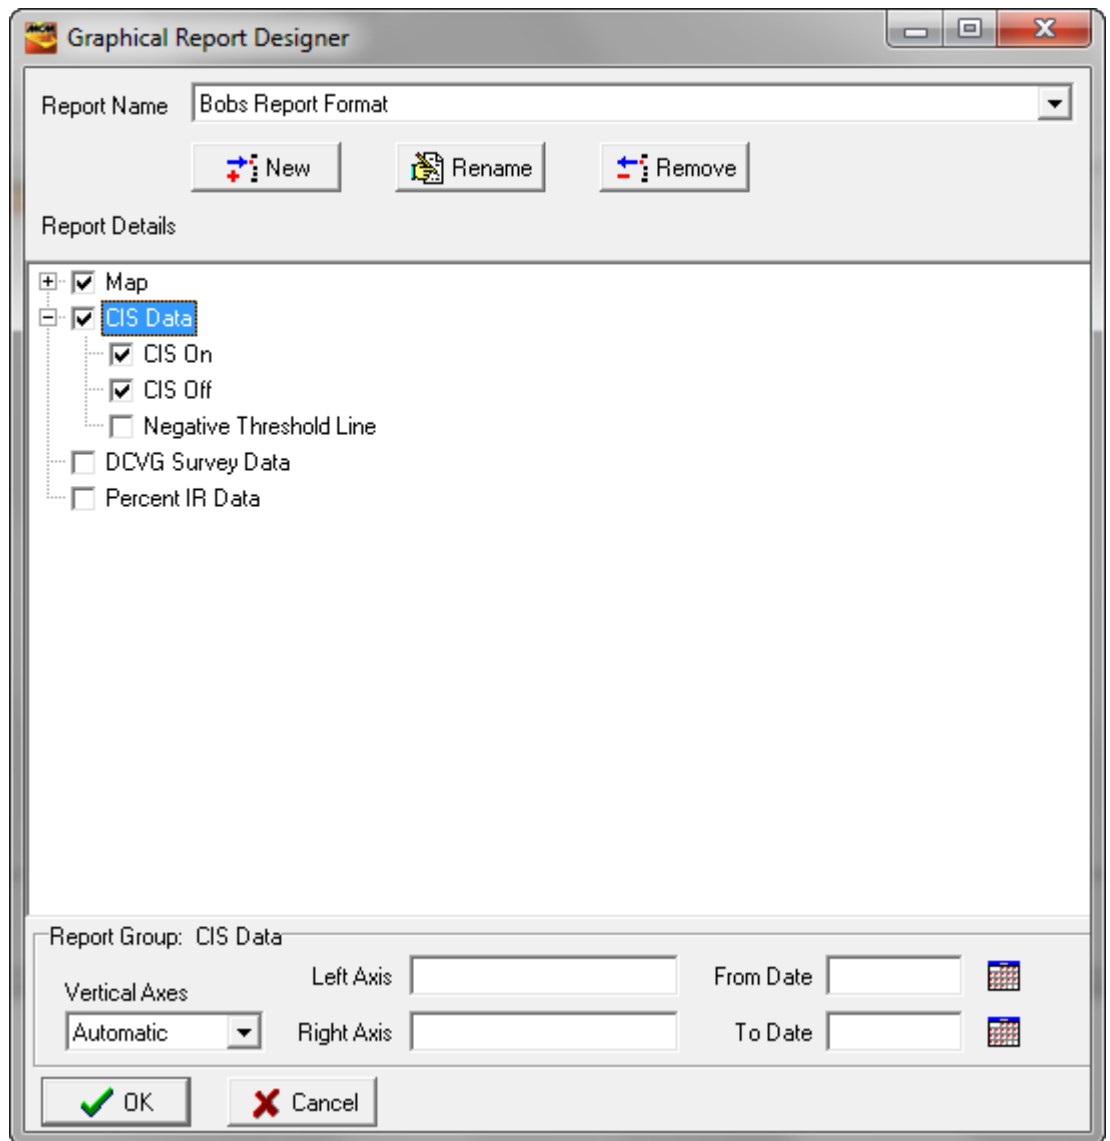 Graphical Report Designer
Report Name Bobs Report Format
New Rename Remove
Report Details
Map
CIS Data
CIS On
CIS Off
Negative Threshold Line
DCVG Survey Data
Percent IR Data
Report Group: CIS Data
Left Axis From Date
Vertical Axes
Automatic Right Axis To Date
OK Cancel